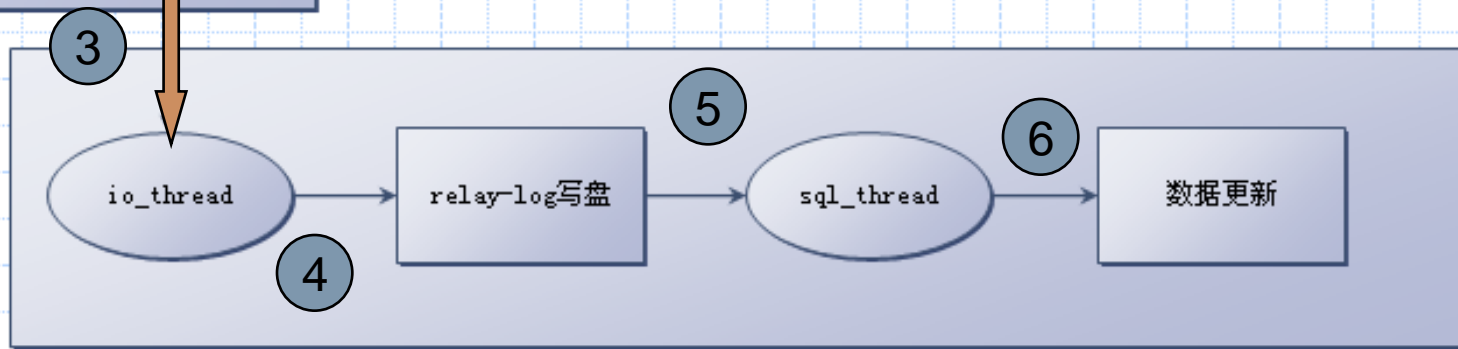 3
5
6
io_thread
relay-log写盘
sql_thread
数据更新
4